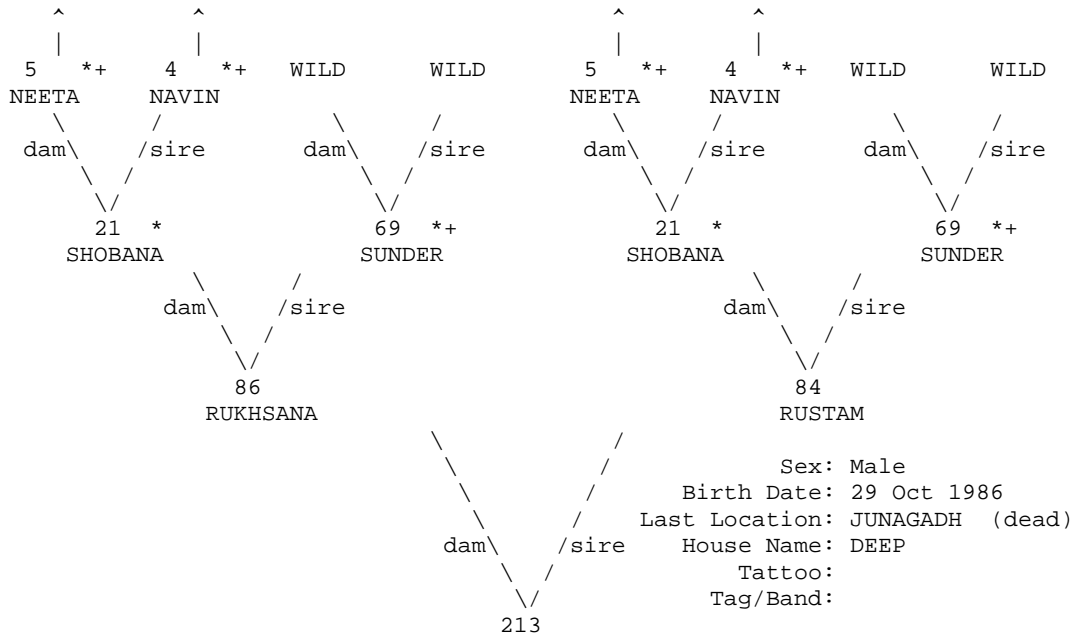 ^ ^ ^ ^
| | | |
5 *+ 4 *+ WILD WILD 5 *+ 4 *+ WILD WILD
NEETA NAVIN NEETA NAVIN
\ / \ / \ / \ /
dam\ /sire dam\ /sire dam\ /sire dam\ /sire
\ / \ / \ / \ /
\/ \/ \/ \/
21 * 69 *+ 21 * 69 *+
SHOBANA SUNDER SHOBANA SUNDER
\ / \ /
dam\ /sire dam\ /sire
\ / \ /
\/ \/
86 84
RUKHSANA RUSTAM
\ /
\ / Sex: Male
\ / Birth Date: 29 Oct 1986
\ / Last Location: JUNAGADH (dead)
dam\ /sire House Name: DEEP
\ / Tattoo:
\/ Tag/Band:
213